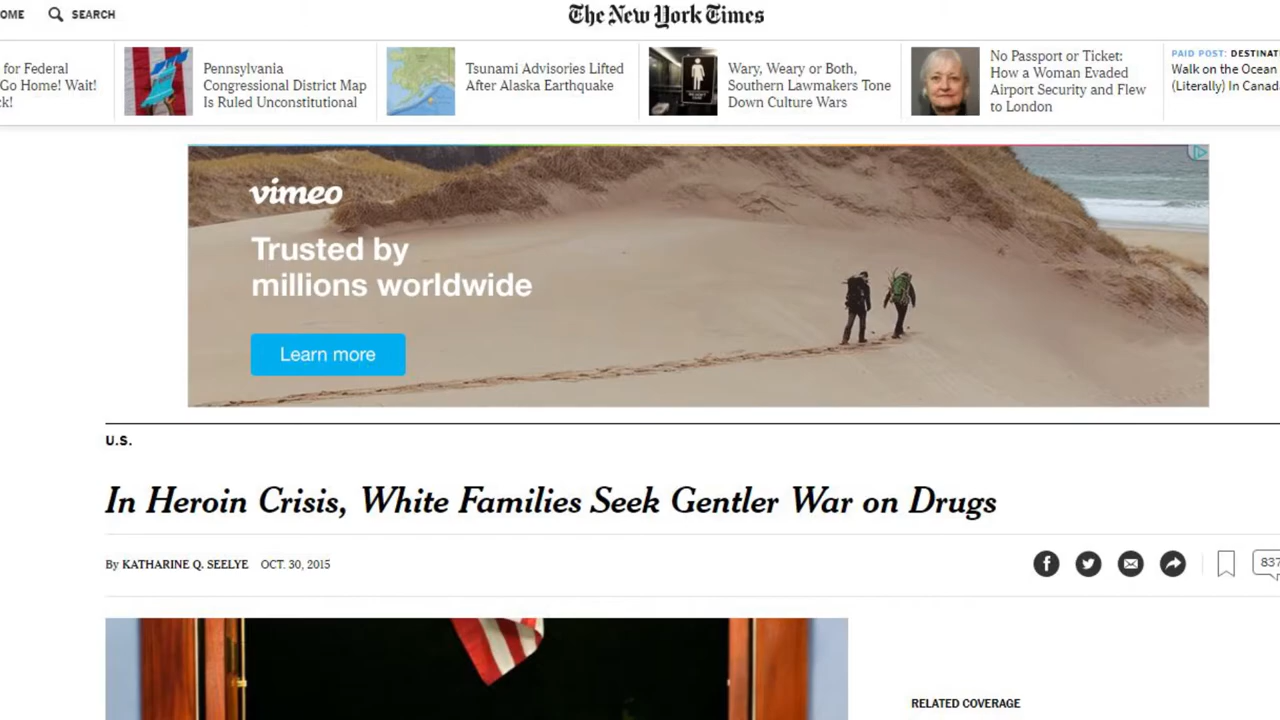 OME
SEARCH
The New York Times
for Federal
Go Home! Wait!
k!
Pennsylvania
Congressional District Map
Is Ruled Unconstitutional
Tsunami Advisories Lifted
After Alaska Earthquake
Wary, Weary or Both,
Southern Lawmakers Tone
Down Culture Wars
No Passport or Ticket:
How a Woman Evaded
Airport Security and Flew
to London
PAID POST: DESTINAT
Walk on the Ocean
(Literally) In Canad
vimeo
Trusted by
millions worldwide
Learn more
U.S.
In Heroin Crisis, White Families Seek Gentler War on Drugs
By KATHARINE Q. SEELYE OCT. 30, 2015
837
RELATED COVERAGE